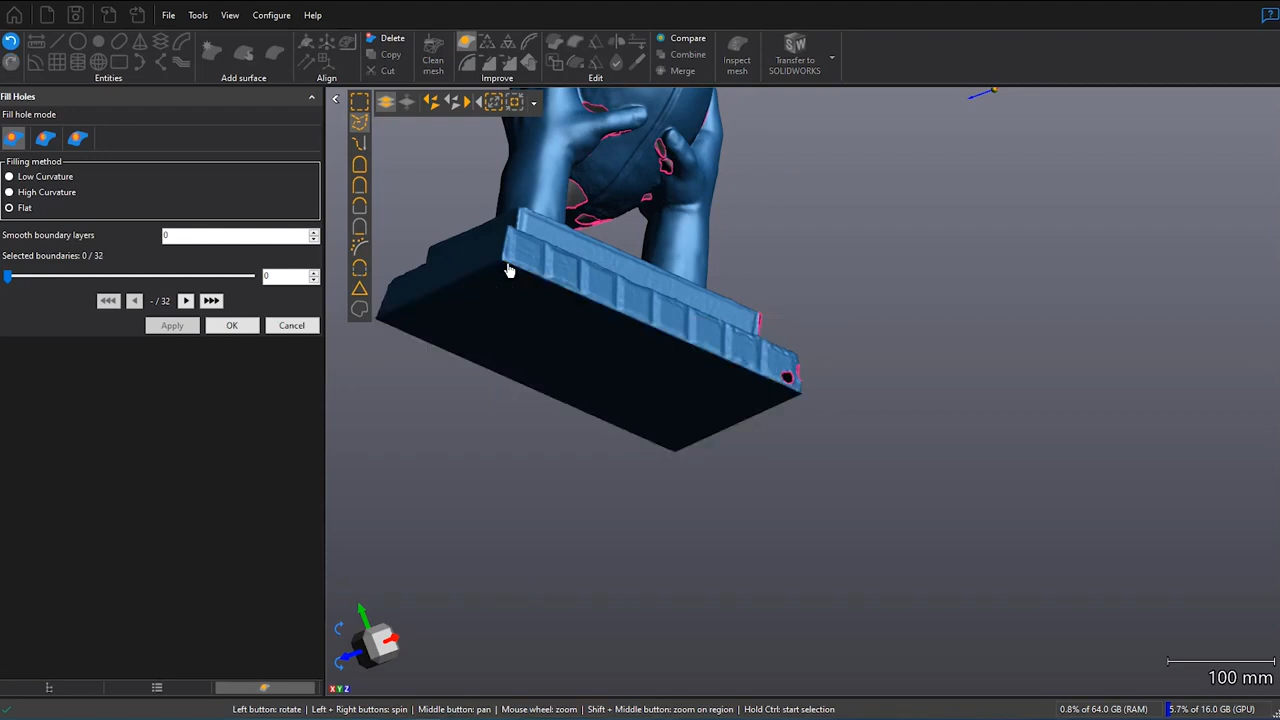 File Tools View Configure Help
Delete
Copy
Cut
Clean
mesh
Compare
Combine
Merge
Inspect
mesh
Transfer to
SOLIDWORKS
Entities Add surface Align Improve Edit
Fill Holes
Fill hole mode
Filling method
Low Curvature
High Curvature
Flat
Smooth boundary layers 0
Selected boundaries: 0 / 32
0
- / 32
Apply OK Cancel
100 mm
X Y Z
Left button: rotate | Left + Right buttons: spin | Middle button: pan | Mouse wheel: zoom | Shift + Middle button: zoom on region | Hold Ctrl: start selection
0.8% of 64.0 GB (RAM) 5.7% of 16.0 GB (GPU)